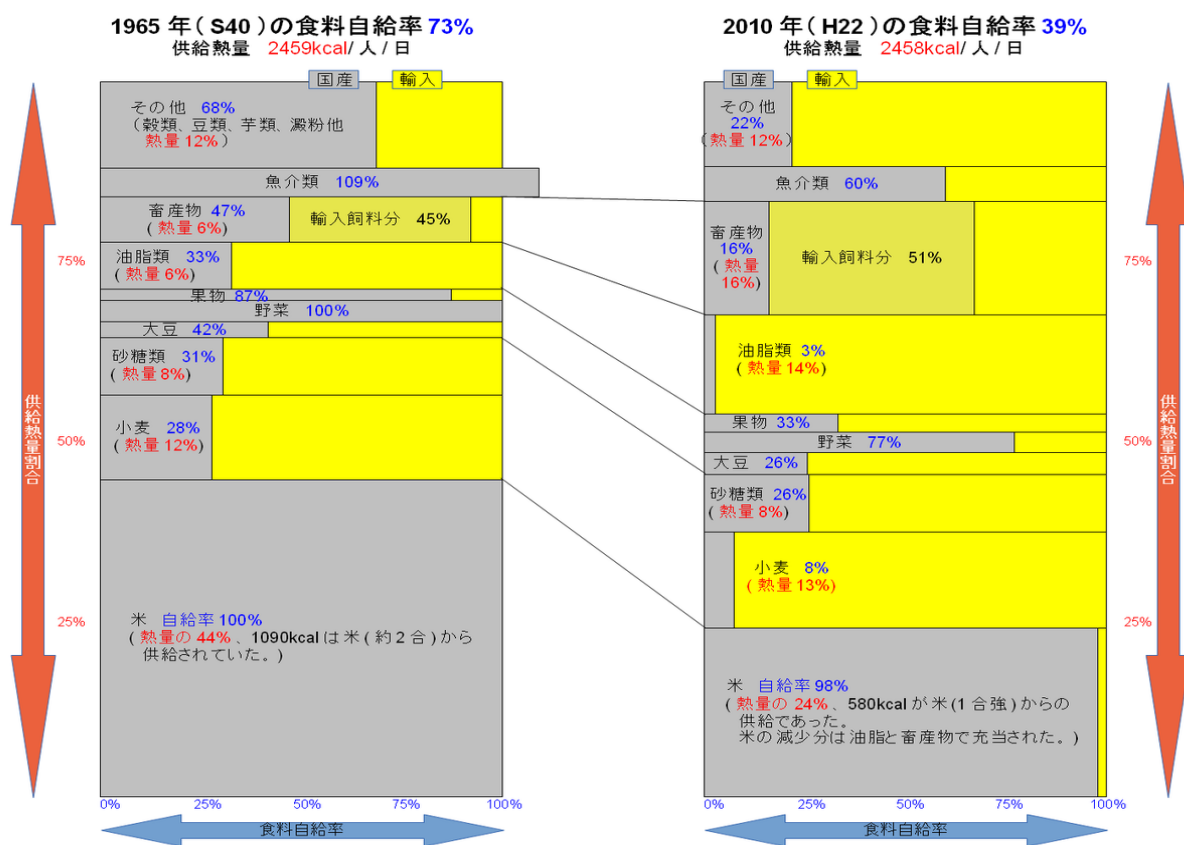 1965 年( S40 )の食料自給率 73%
供給熱量 2459kcal/ 人 / 日
国産
輸入
その他 68%
(穀類、豆類、芋類、澱粉他
熱量 12% )
魚介類 109%
畜産物 47%
( 熱量 6% )
輸入飼料分 45%
油脂類 33%
( 熱量 6% )
果物 87%
野菜 100%
大豆 42%
砂糖類 31%
( 熱量 8% )
小麦 28%
( 熱量 12% )
米 自給率 100%
( 熱量の 44% 、1090kcal は米 ( 約 2 合 ) から
供給されていた。)
75%
50%
25%
供給熱量割合
0%
25%
50%
75%
100%
食料自給率
2010 年( H22 )の食料自給率 39%
供給熱量 2458kcal/ 人 / 日
国産
輸入
その他
22%
( 熱量 12% )
魚介類 60%
畜産物
16%
( 熱量
16% )
輸入飼料分 51%
油脂類 3%
( 熱量 14% )
果物 33%
野菜 77%
大豆 26%
砂糖類 26%
( 熱量 8% )
小麦 8%
( 熱量 13% )
米 自給率 98%
( 熱量の 24% 、580kcal が米 (1 合強 ) からの
供給であった。
米の減少分は油脂と畜産物で充当された。)
75%
50%
25%
供給熱量割合
0%
25%
50%
75%
100%
食料自給率